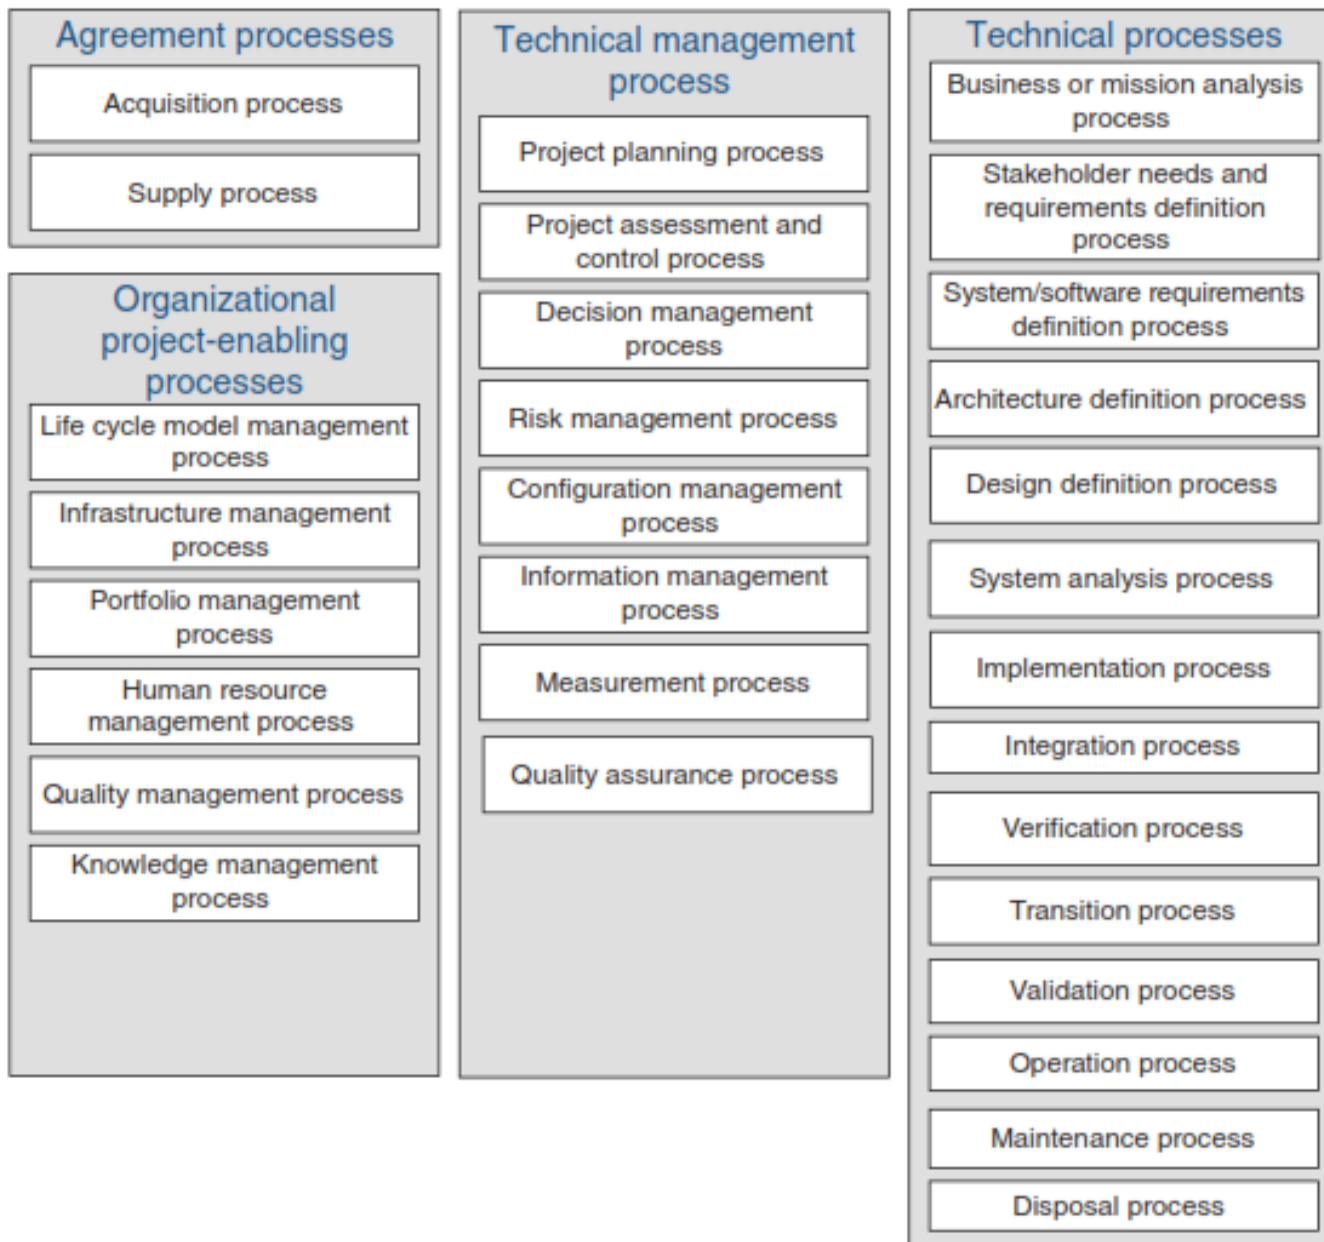 Agreement processes
Acquisition process
Supply process
Organizational
project-enabling
processes
Life cycle model management
process
Infrastructure management
process
Portfolio management
process
Human resource
management process
Quality management process
Knowledge management
process
Technical management
process
Project planning process
Project assessment and
control process
Decision management
process
Risk management process
Configuration management
process
Information management
process
Measurement process
Quality assurance process
Technical processes
Business or mission analysis
process
Stakeholder needs and
requirements definition
process
System/software requirements
definition process
Architecture definition process
Design definition process
System analysis process
Implementation process
Integration process
Verification process
Transition process
Validation process
Operation process
Maintenance process
Disposal process